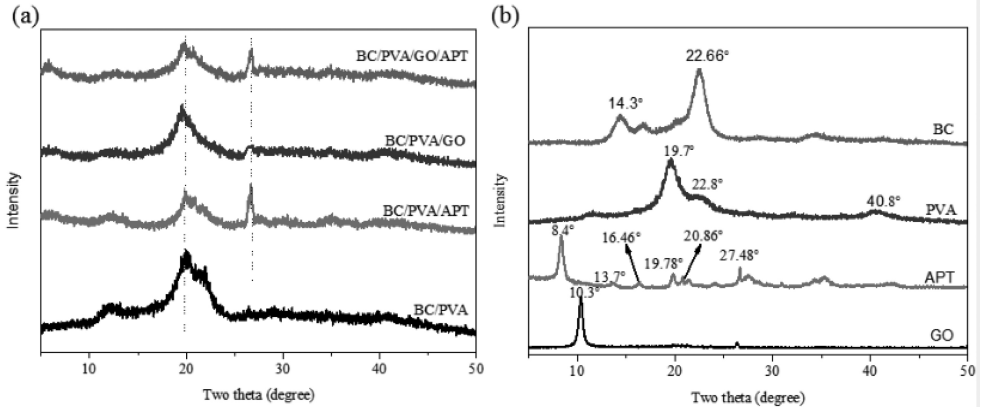 (a)
BC/PVA/GO/APT
BC/PVA/GO
BC/PVA/APT
BC/PVA
Intensity
10 20 30 40 50
Two theta (degree)
(b)
22.66°
14.3°
BC
19.7°
22.8°
40.8°
PVA
8.4°
16.46°
20.86°
13.7°
19.78°
27.48°
APT
10.3°
GO
Intensity
10 20 30 40 50
Two theta (degree)